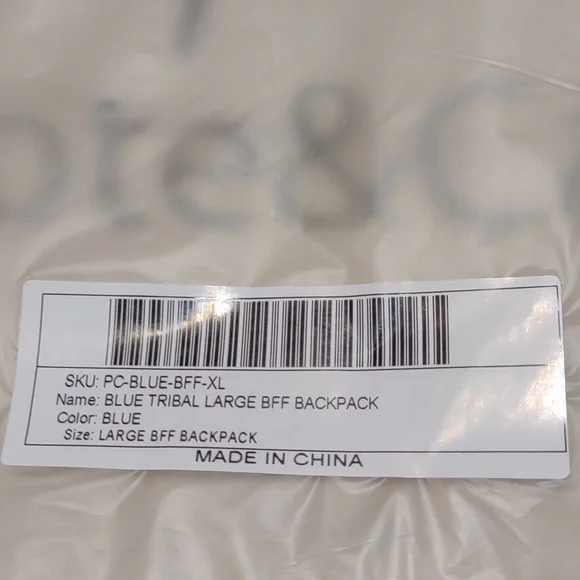 SKU: PC-BLUE-BFF-XL
Name: BLUE TRIBAL LARGE BFF BACKPACK
Color: BLUE
Size: LARGE BFF BACKPACK
MADE IN CHINA